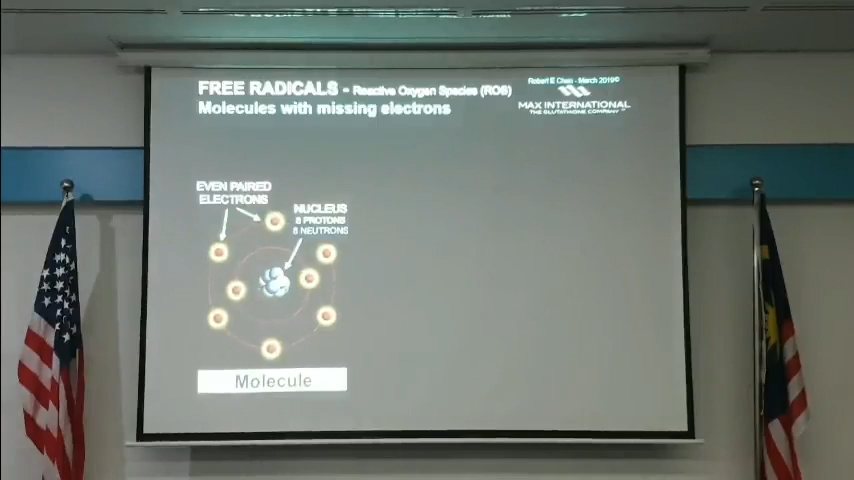 FREE RADICALS - Reactive Oxygen Species (ROS)
Molecules with missing electrons
Robert E Chen - March 2019©
MAX INTERNATIONAL
THE GLUTATHIONE COMPANY
EVEN PAIRED
ELECTRONS
NUCLEUS
8 PROTONS
8 NEUTRONS
Molecule